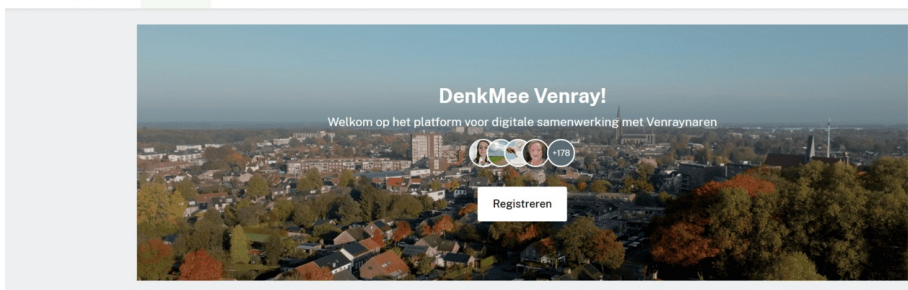 DenkMee Venray!
Welkom op het platform voor digitale samenwerking met Venraynaren
+178
Registreren